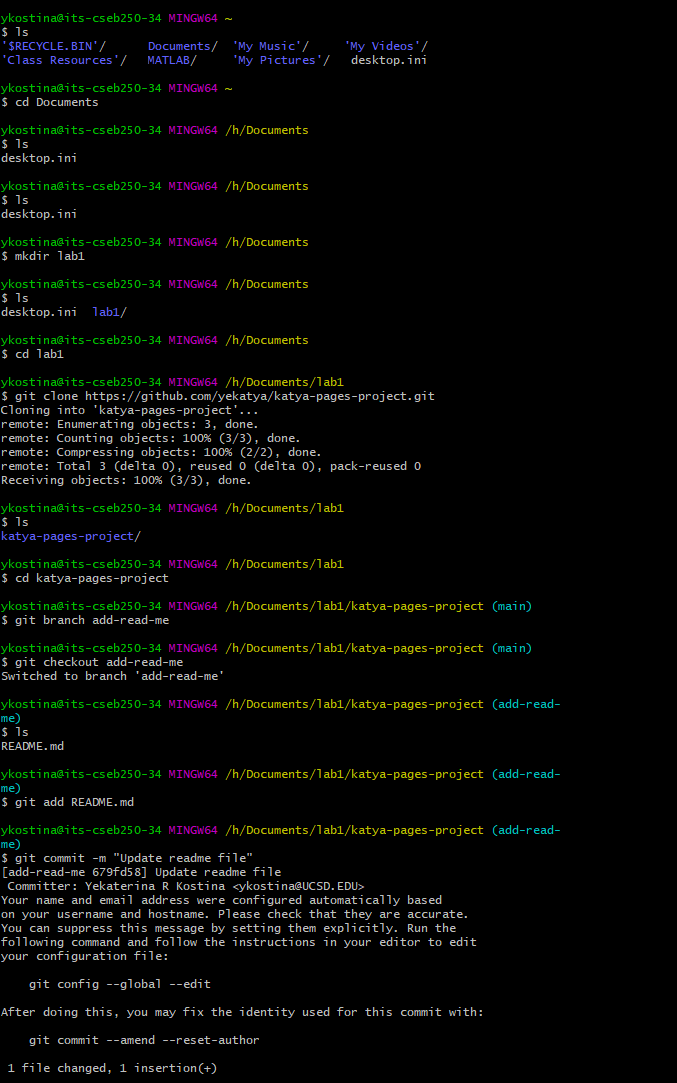 ykostina@its-cseb250-34 MINGW64 ~
$ ls
'$RECYCLE.BIN'/      Documents/  'My Music'/     'My Videos'/
'Class Resources'/   MATLAB/     'My Pictures'/   desktop.ini
ykostina@its-cseb250-34 MINGW64 ~
$ cd Documents
ykostina@its-cseb250-34 MINGW64 /h/Documents
$ ls
desktop.ini
ykostina@its-cseb250-34 MINGW64 /h/Documents
$ ls
desktop.ini
ykostina@its-cseb250-34 MINGW64 /h/Documents
$ mkdir lab1
ykostina@its-cseb250-34 MINGW64 /h/Documents
$ ls
desktop.ini  lab1/
ykostina@its-cseb250-34 MINGW64 /h/Documents
$ cd lab1
ykostina@its-cseb250-34 MINGW64 /h/Documents/lab1
$ git clone https://github.com/yekatya/katya-pages-project.git
Cloning into 'katya-pages-project'...
remote: Enumerating objects: 3, done.
remote: Counting objects: 100% (3/3), done.
remote: Compressing objects: 100% (2/2), done.
remote: Total 3 (delta 0), reused 0 (delta 0), pack-reused 0
Receiving objects: 100% (3/3), done.
ykostina@its-cseb250-34 MINGW64 /h/Documents/lab1
$ ls
katya-pages-project/
ykostina@its-cseb250-34 MINGW64 /h/Documents/lab1
$ cd katya-pages-project
ykostina@its-cseb250-34 MINGW64 /h/Documents/lab1/katya-pages-project (main)
$ git branch add-read-me
ykostina@its-cseb250-34 MINGW64 /h/Documents/lab1/katya-pages-project (main)
$ git checkout add-read-me
Switched to branch 'add-read-me'
ykostina@its-cseb250-34 MINGW64 /h/Documents/lab1/katya-pages-project (add-read-
me)
$ ls
README.md
ykostina@its-cseb250-34 MINGW64 /h/Documents/lab1/katya-pages-project (add-read-
me)
$ git add README.md
ykostina@its-cseb250-34 MINGW64 /h/Documents/lab1/katya-pages-project (add-read-
me)
$ git commit -m "Update readme file"
[add-read-me 679fd58] Update readme file
Committer: Yekaterina R Kostina <ykostina@UCSD.EDU>
Your name and email address were configured automatically based
on your username and hostname. Please check that they are accurate.
You can suppress this message by setting them explicitly. Run the
following command and follow the instructions in your editor to edit
your configuration file:
git config --global --edit
After doing this, you may fix the identity used for this commit with:
git commit --amend --reset-author
1 file changed, 1 insertion(+)